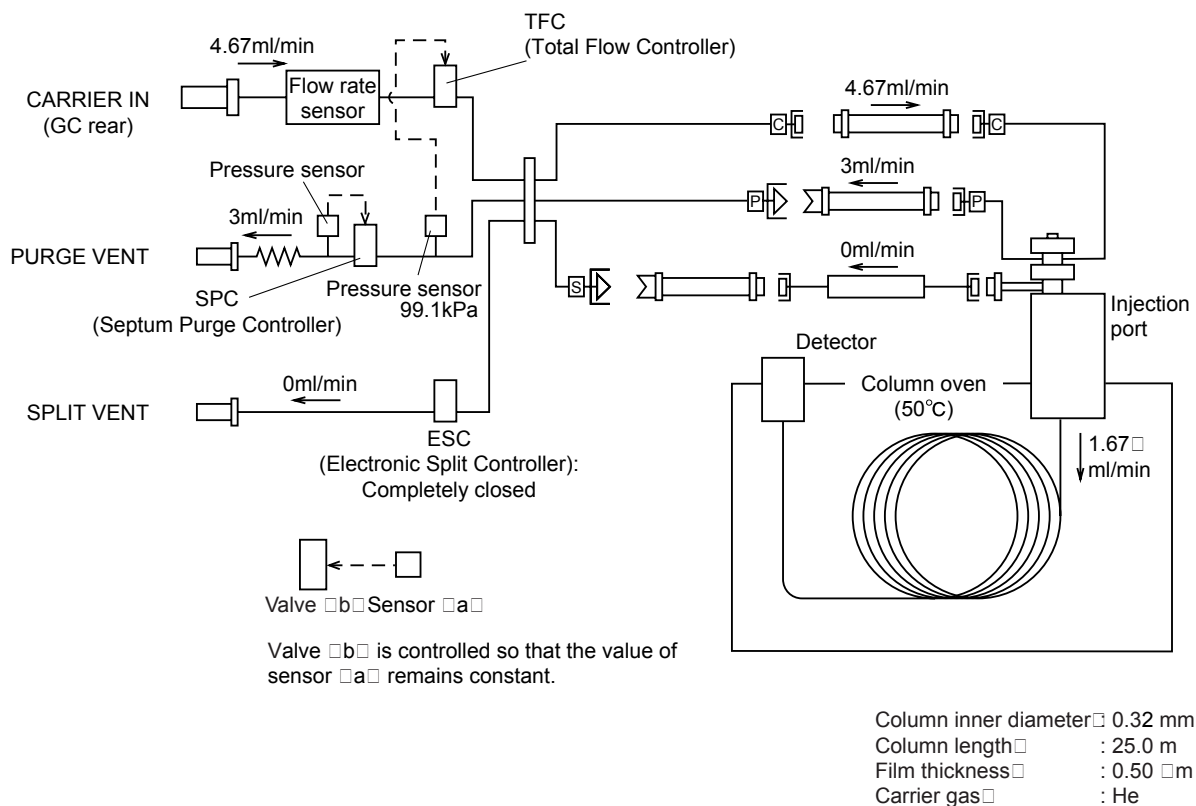 TFC
(Total Flow Controller)
4.67ml/min
Flow rate
sensor
CARRIER IN
(GC rear)
4.67ml/min
C
C
Pressure sensor
3ml/min
3ml/min
P
P
PURGE VENT
SPC
(Septum Purge Controller)
Pressure sensor
99.1kPa
0ml/min
S
Injection
port
Detector
Column oven
(50°C)
0ml/min
SPLIT VENT
ESC
(Electronic Split Controller):
Completely closed
1.67□
ml/min
Valve □b□ Sensor □a□
Valve □b□ is controlled so that the value of
sensor □a□ remains constant.
Column inner diameter□ : 0.32 mm
Column length□ : 25.0 m
Film thickness□ : 0.50 □m
Carrier gas□ : He